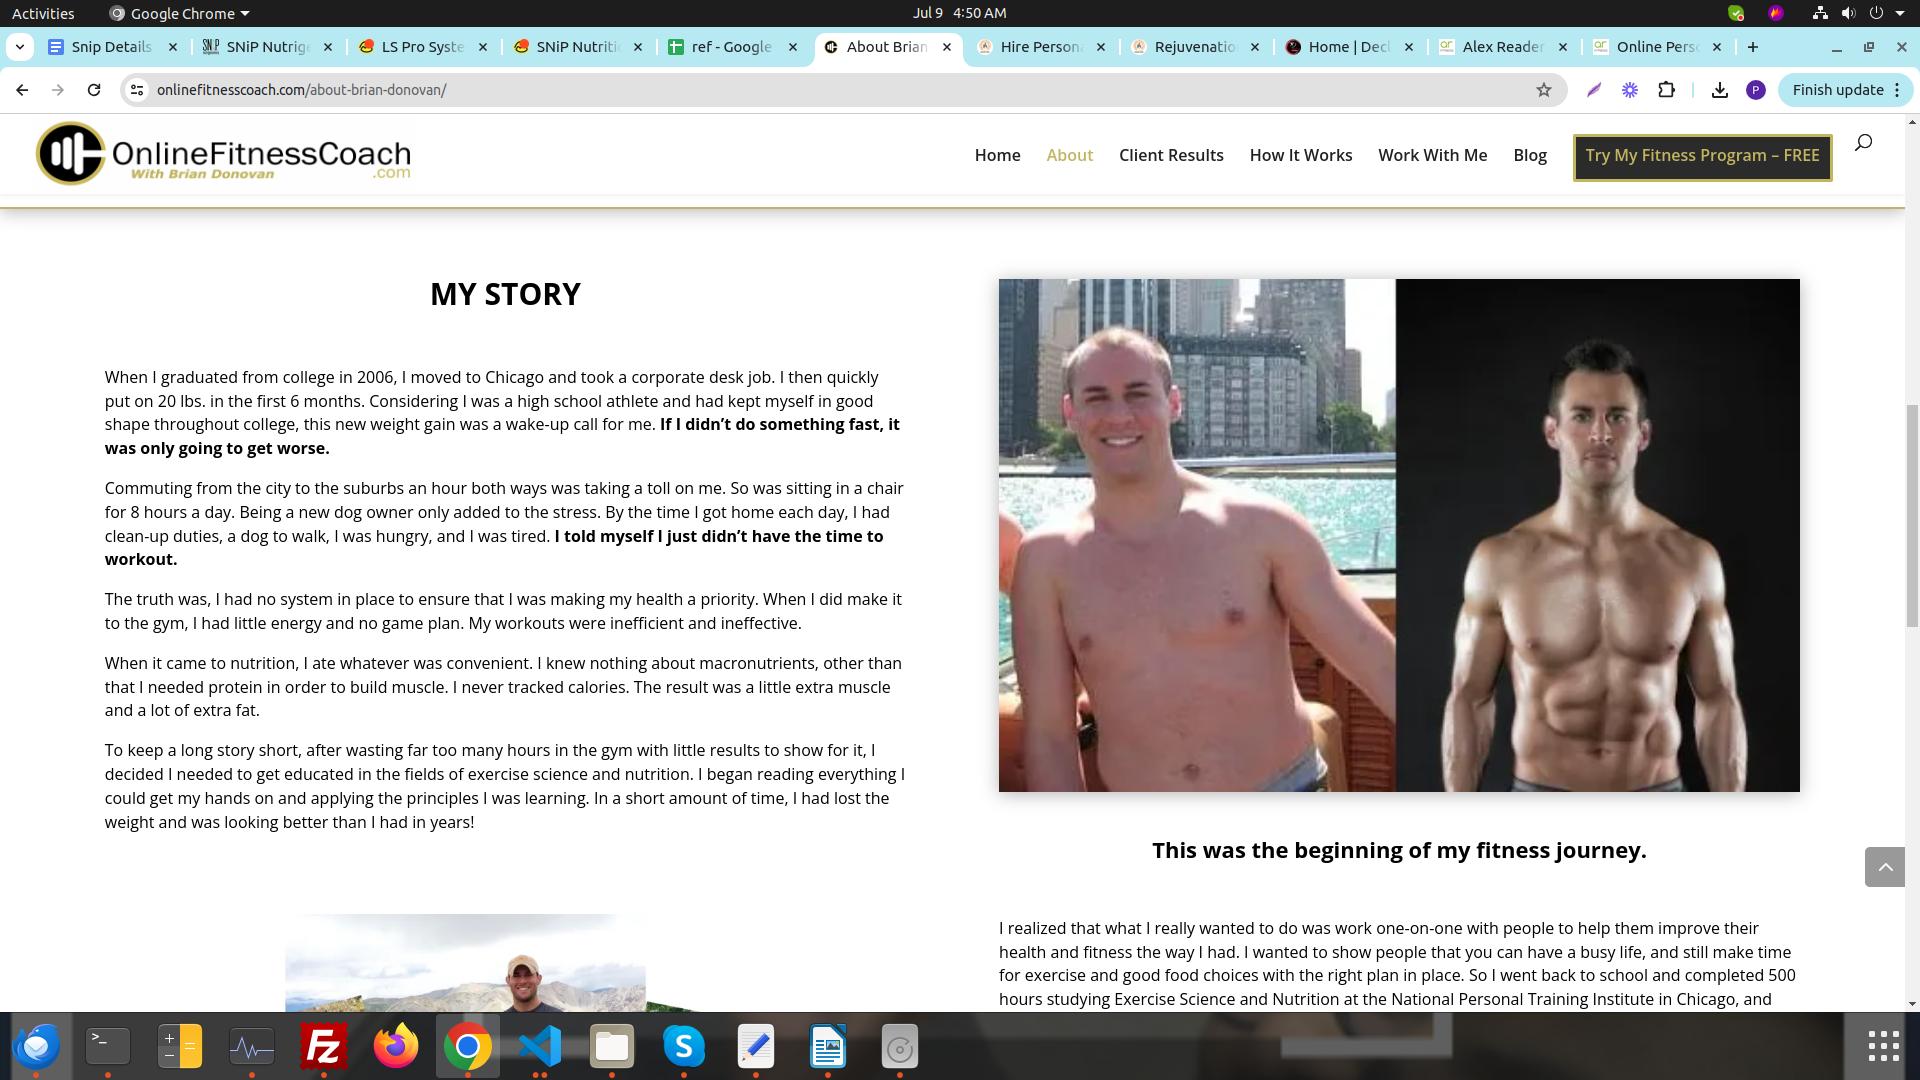 Activities
Google Chrome
Jul 9 4:50 AM
Snip Details
SNiP Nutrige
LS Pro Syste
SNiP Nutriti
ref - Google
About Brian
Hire Person
Rejuvenatio
Home | Decl
Alex Reader
Online Pers
onlinefitnesscoach.com/about-brian-donovan/
P
Finish update
OnlineFitnessCoach
With Brian Donovan
.com
Home
About
Client Results
How It Works
Work With Me
Blog
Try My Fitness Program – FREE
MY STORY
When I graduated from college in 2006, I moved to Chicago and took a corporate desk job. I then quickly
put on 20 lbs. in the first 6 months. Considering I was a high school athlete and had kept myself in good
shape throughout college, this new weight gain was a wake-up call for me. If I didn’t do something fast, it
was only going to get worse.
Commuting from the city to the suburbs an hour both ways was taking a toll on me. So was sitting in a chair
for 8 hours a day. Being a new dog owner only added to the stress. By the time I got home each day, I had
clean-up duties, a dog to walk, I was hungry, and I was tired. I told myself I just didn’t have the time to
workout.
The truth was, I had no system in place to ensure that I was making my health a priority. When I did make it
to the gym, I had little energy and no game plan. My workouts were inefficient and ineffective.
When it came to nutrition, I ate whatever was convenient. I knew nothing about macronutrients, other than
that I needed protein in order to build muscle. I never tracked calories. The result was a little extra muscle
and a lot of extra fat.
To keep a long story short, after wasting far too many hours in the gym with little results to show for it, I
decided I needed to get educated in the fields of exercise science and nutrition. I began reading everything I
could get my hands on and applying the principles I was learning. In a short amount of time, I had lost the
weight and was looking better than I had in years!
This was the beginning of my fitness journey.
I realized that what I really wanted to do was work one-on-one with people to help them improve their
health and fitness the way I had. I wanted to show people that you can have a busy life, and still make time
for exercise and good food choices with the right plan in place. So I went back to school and completed 500
hours studying Exercise Science and Nutrition at the National Personal Training Institute in Chicago, and